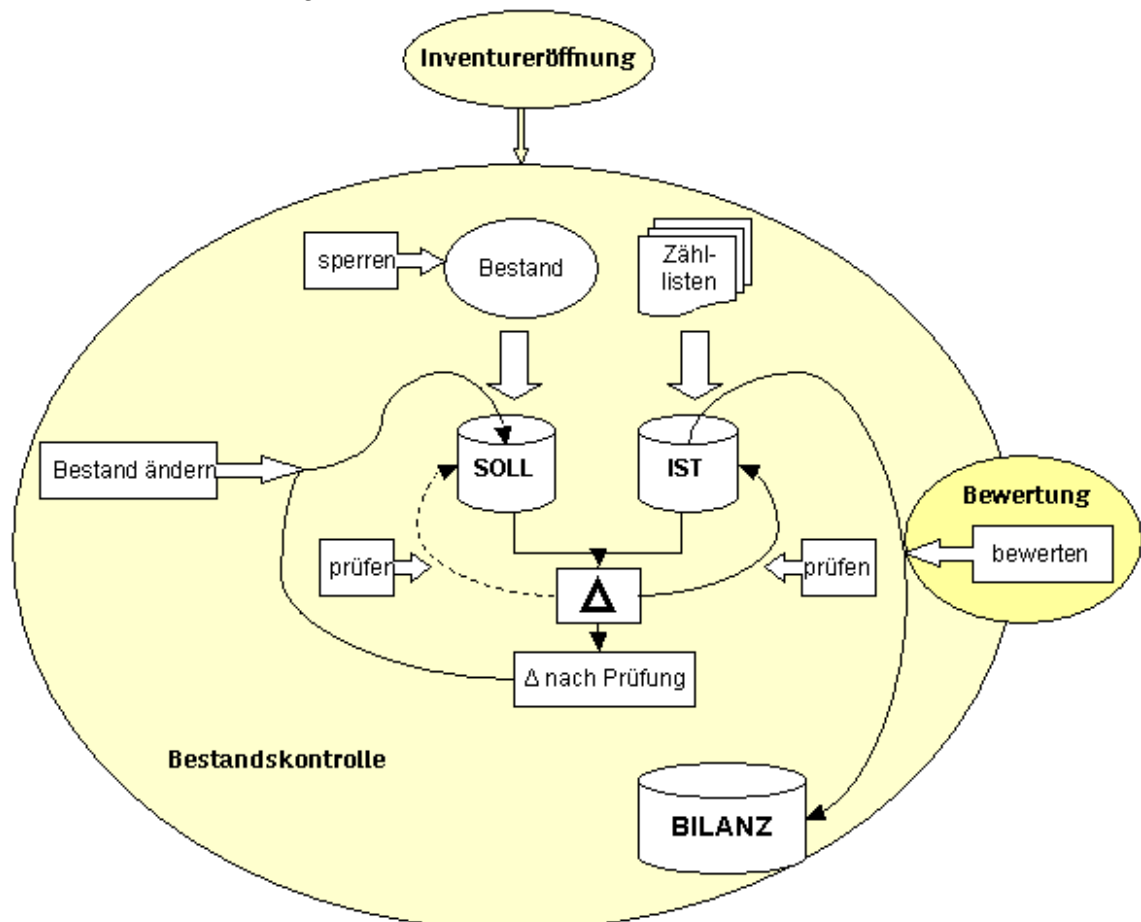 Inventureröffnung
sperren
Bestand
Zähl-
listen
Bestand ändern
SOLL
IST
Bewertung
bewerten
prüfen
prüfen
Δ
Δ nach Prüfung
Bestandskontrolle
BILANZ